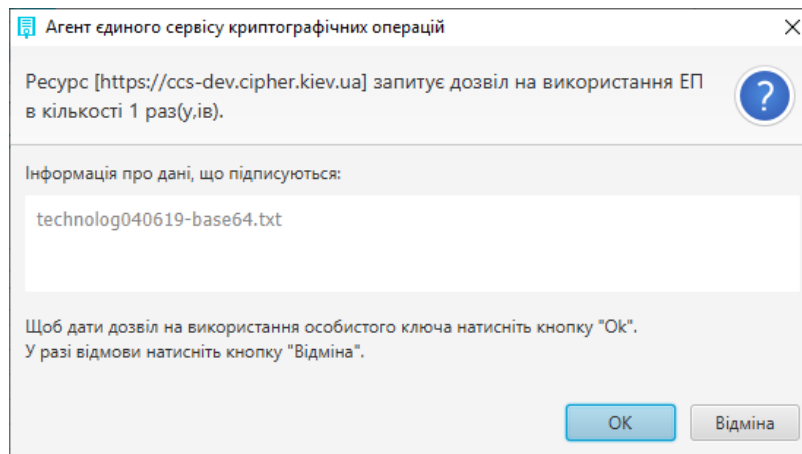 Агент єдиного сервісу криптографічних операцій
Ресурс [https://ccs-dev.cipher.kiev.ua] запитує дозвіл на використання ЕП
в кількості 1 раз(у,ів).
Інформація про дані, що підписуються:
technolog040619-base64.txt
Щоб дати дозвіл на використання особистого ключа натисніть кнопку "Ok".
У разі відмови натисніть кнопку "Відміна".
OK
Відміна